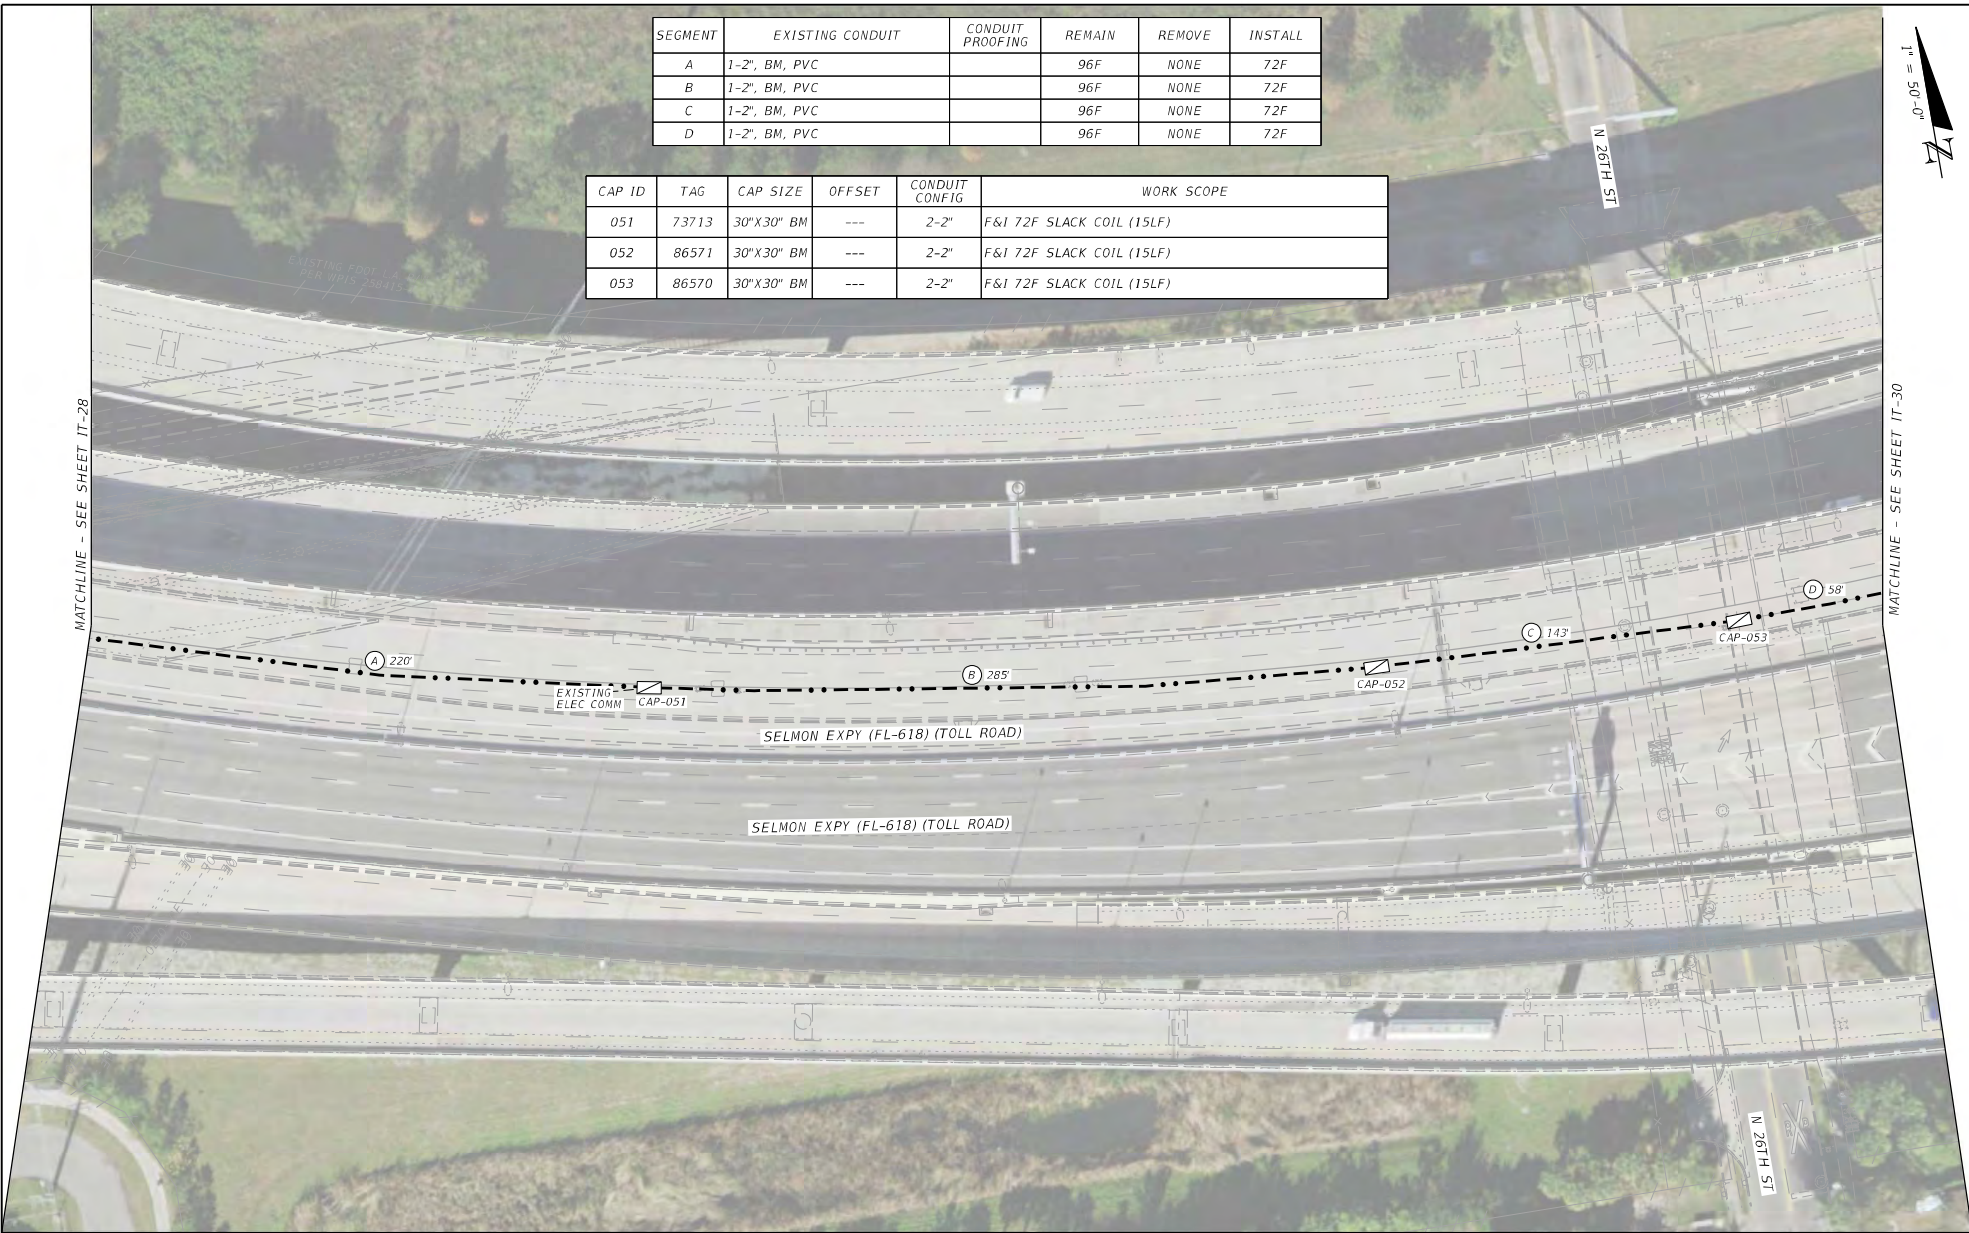 SEGMENT EXISTING CONDUIT CONDUIT PROOFING REMAIN REMOVE INSTALL
A 1-2", BM, PVC 96F NONE 72F
B 1-2", BM, PVC 96F NONE 72F
C 1-2", BM, PVC 96F NONE 72F
D 1-2", BM, PVC 96F NONE 72F
CAP ID TAG CAP SIZE OFFSET CONDUIT CONFIG WORK SCOPE
051 73713 30"X30" BM --- 2-2" F&I 72F SLACK COIL (15LF)
052 86571 30"X30" BM --- 2-2" F&I 72F SLACK COIL (15LF)
053 86570 30"X30" BM --- 2-2" F&I 72F SLACK COIL (15LF)
1" = 50'-0"
N
N 26TH ST
MATCHLINE - SEE SHEET IT-28
MATCHLINE - SEE SHEET IT-30
A 220'
B 285'
C 143'
D 58'
EXISTING
ELEC COMM
CAP-051
CAP-052
CAP-053
SELMON EXPY (FL-618) (TOLL ROAD)
SELMON EXPY (FL-618) (TOLL ROAD)
N 26TH ST